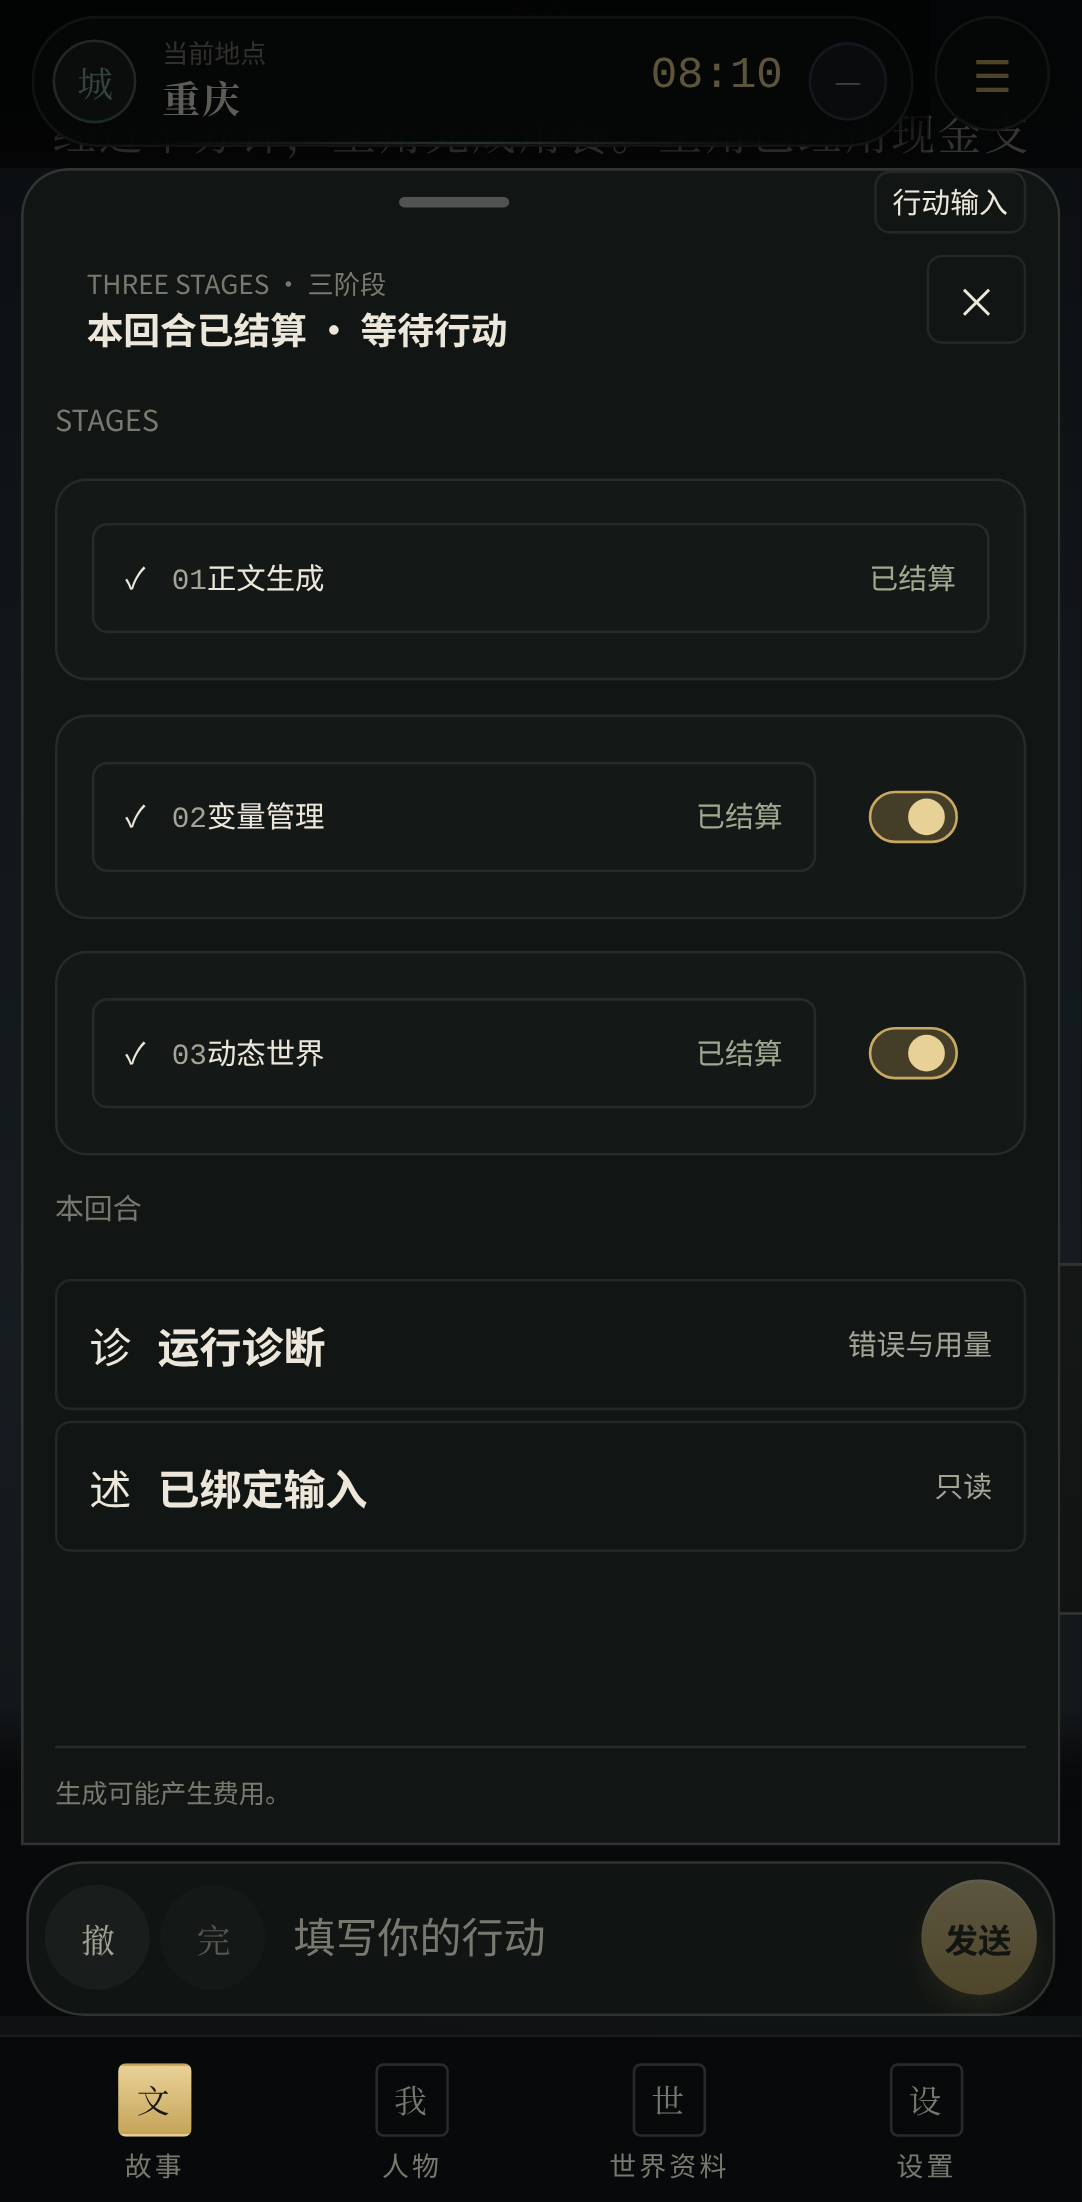 城
当前地点
重庆
08:10
现金支
行动输入
THREE STAGES · 三阶段
本回合已结算 · 等待行动
STAGES
✓ 01正文生成 已结算
✓ 02变量管理 已结算
✓ 03动态世界 已结算
本回合
诊 运行诊断 错误与用量
述 已绑定输入 只读
生成可能产生费用。
撤 完 填写你的行动 发送
文 我 世 设
故事 人物 世界资料 设置